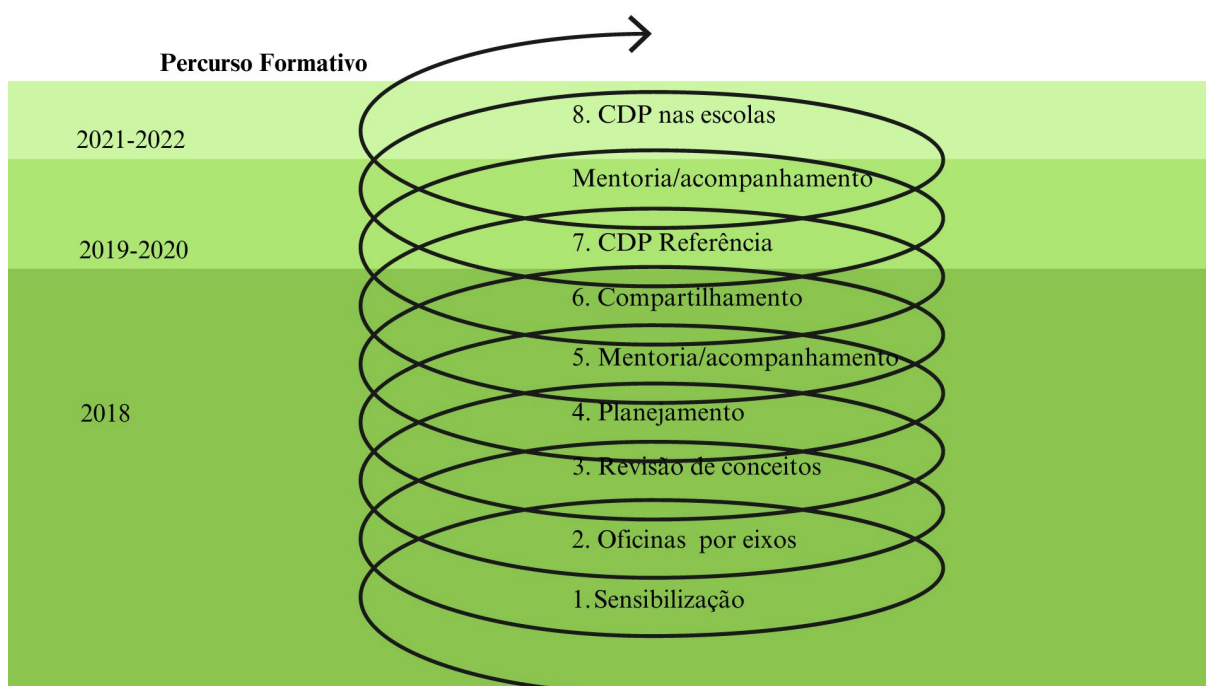 Percurso Formativo
8. CDP nas escolas
2021-2022
Mentoria/acompanhamento
7. CDP Referência
2019-2020
6. Compartilhamento
5. Mentoria/acompanhamento
2018
4. Planejamento
3. Revisão de conceitos
2. Oficinas por eixos
1. Sensibilização